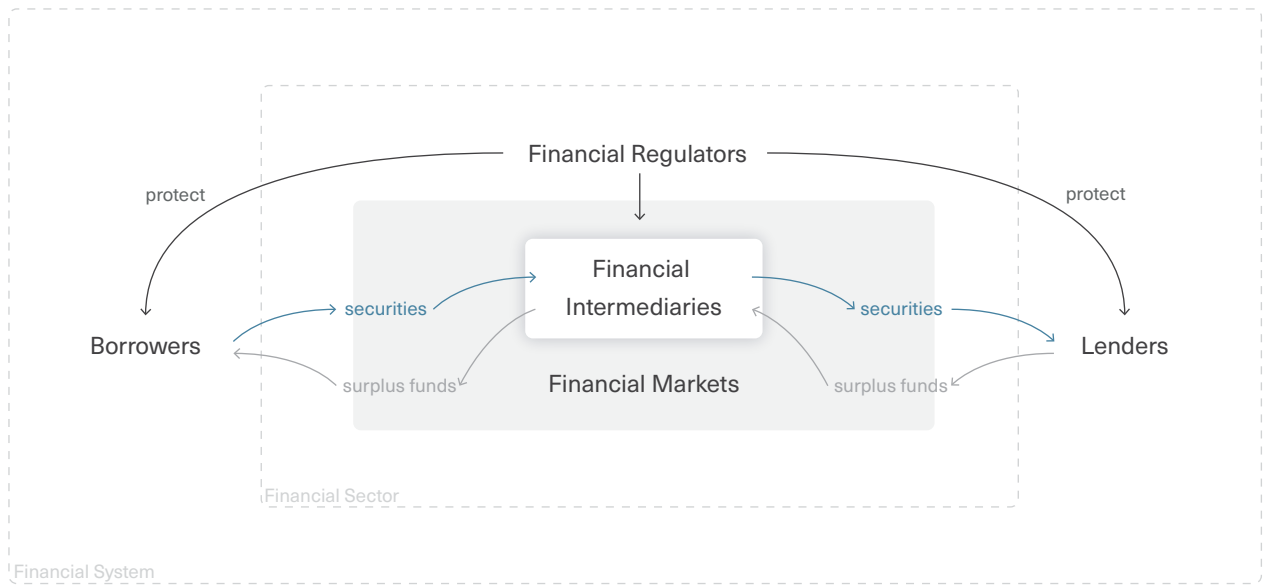 Financial Regulators
protect
protect
Financial
Intermediaries
securities
securities
Borrowers
Lenders
surplus funds
Financial Markets
surplus funds
Financial Sector
Financial System